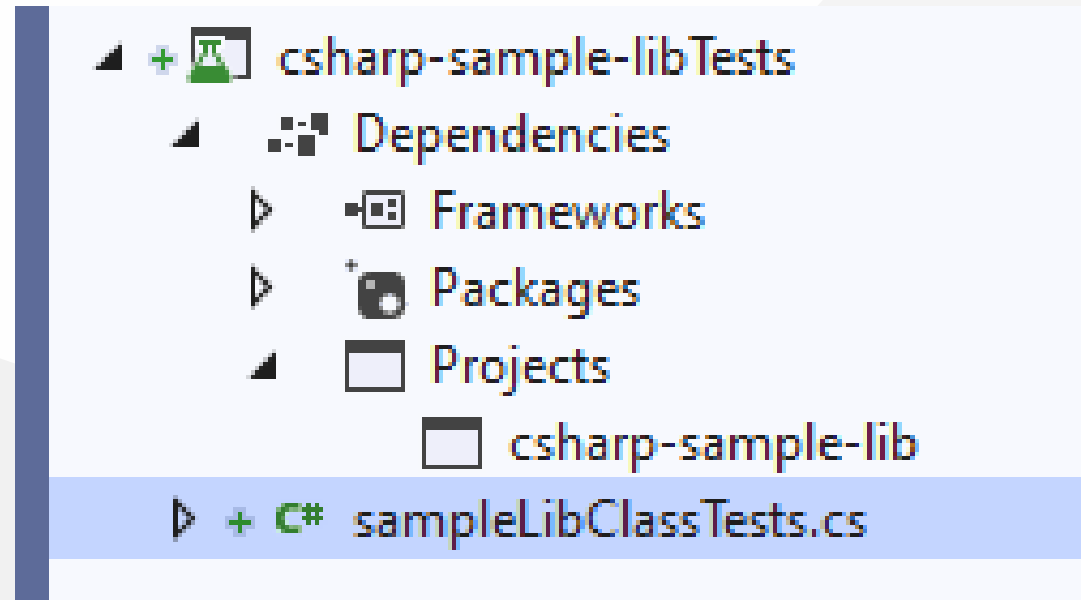 csharp-sample-libTests
Dependencies
Frameworks
Packages
Projects
csharp-sample-lib
C# sampleLibClassTests.cs